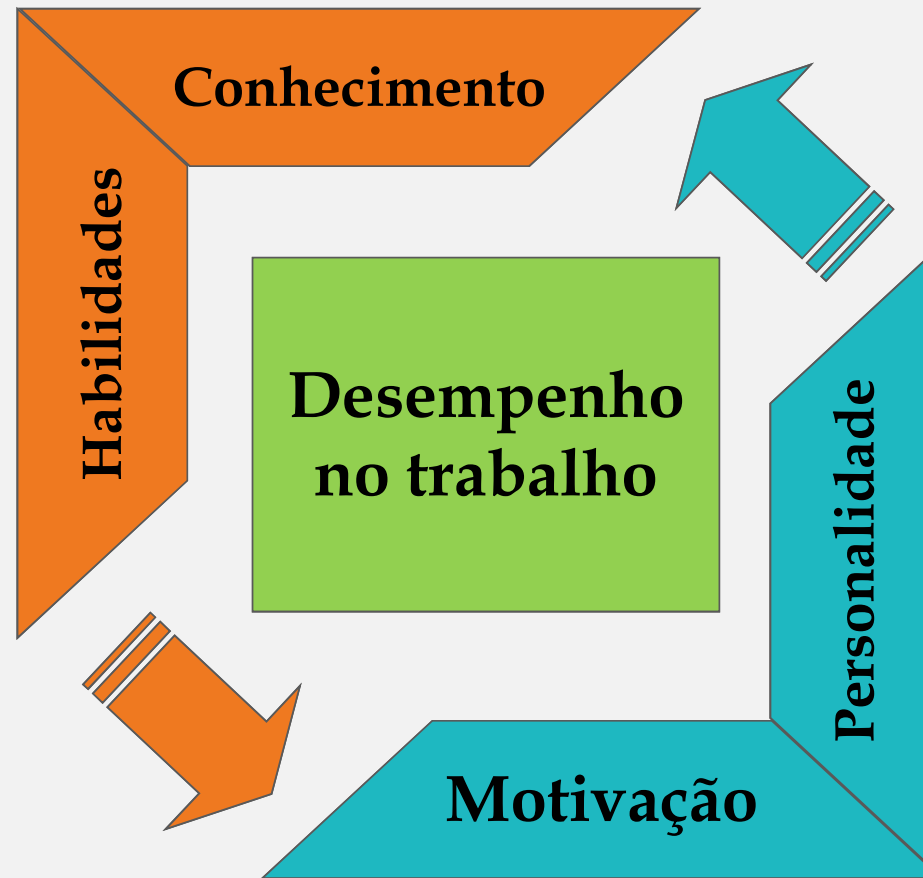 Conhecimento
Habilidades
Desempenho
no trabalho
Personalidade
Motivação